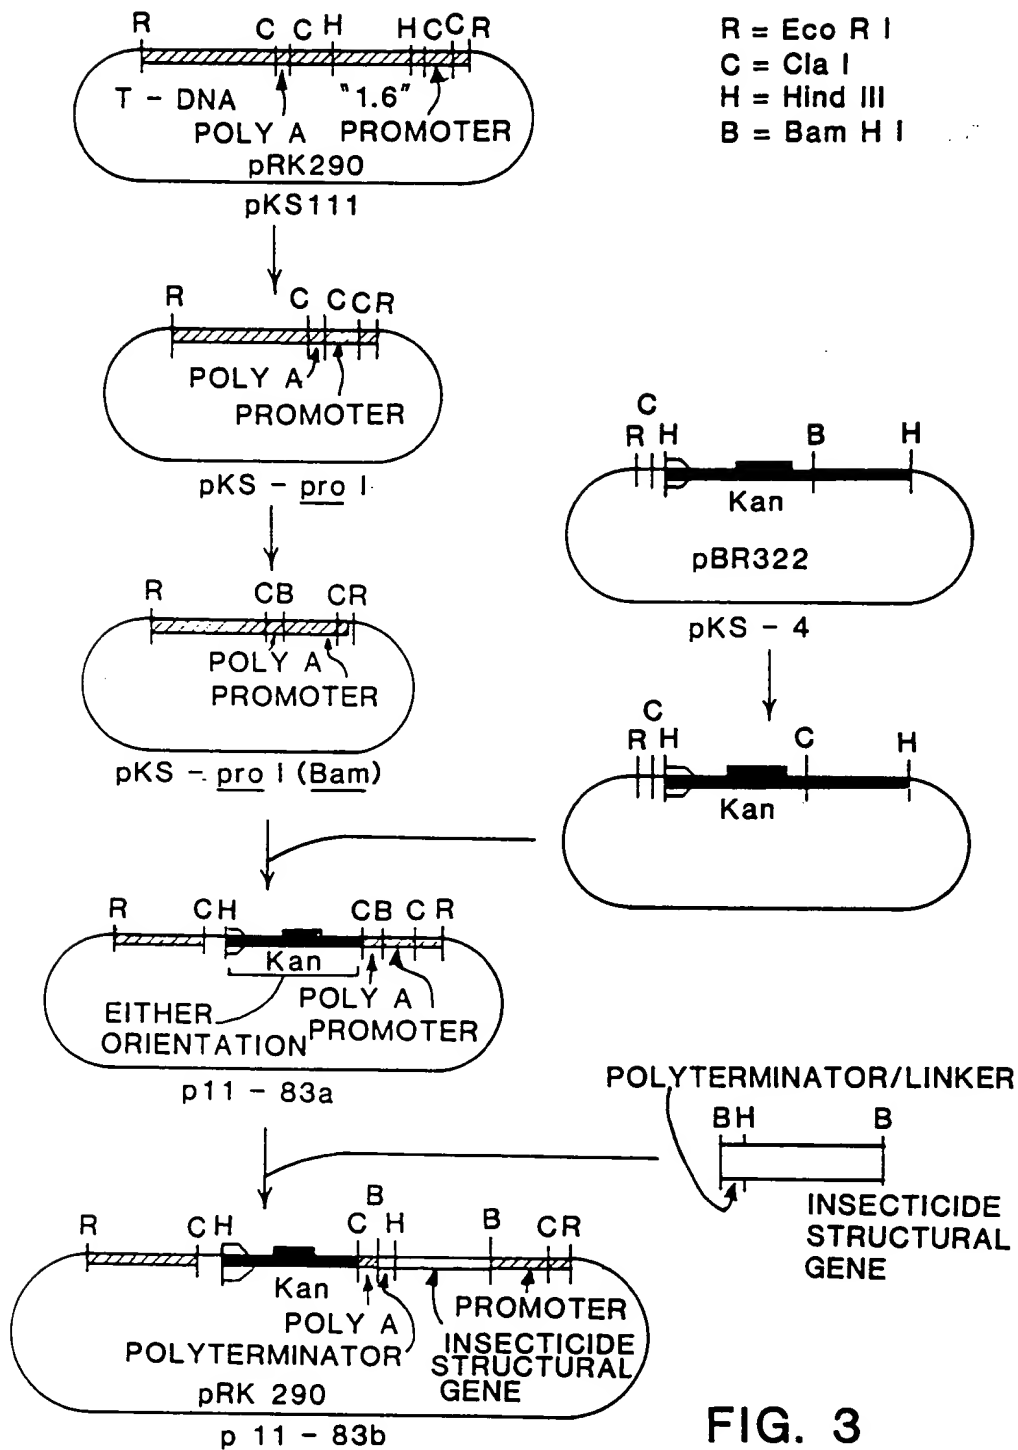 R C C H H C C R
T - DNA "1.6"
POLY A PROMOTER
pRK290
pKS111
R = Eco R I
C = Cla I
H = Hind III
B = Bam H I
R C C C R
POLY A
PROMOTER
pKS - pro I
C
R H B H
Kan
pBR322
pKS - 4
R C B C R
POLY A
PROMOTER
pKS - pro I (Bam)
C
R H C H
Kan
R C H C B C R
Kan
POLY A
PROMOTER
EITHER
ORIENTATION
p11 - 83a
POLYTERMINATOR/LINKER
B H B
INSECTICIDE
STRUCTURAL
GENE
B
R C H C H B C R
Kan
POLY A
POLYTERMINATOR
PROMOTER
INSECTICIDE
STRUCTURAL
GENE
pRK 290
p 11 - 83b
FIG. 3